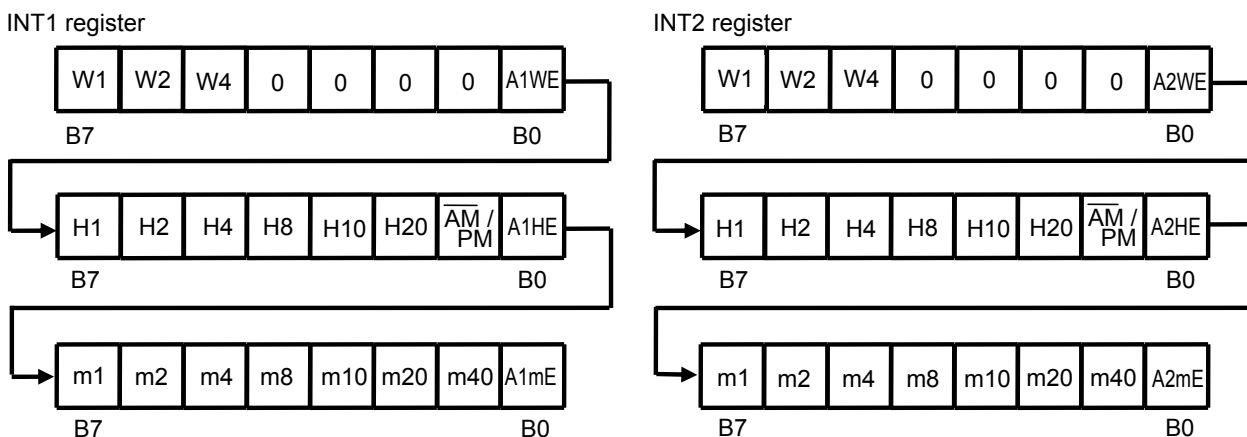 INT1 register
W1 W2 W4 0 0 0 0 A1WE
B7 B0
H1 H2 H4 H8 H10 H20 AM / PM A1HE
B7 B0
m1 m2 m4 m8 m10 m20 m40 A1mE
B7 B0
INT2 register
W1 W2 W4 0 0 0 0 A2WE
B7 B0
H1 H2 H4 H8 H10 H20 AM / PM A2HE
B7 B0
m1 m2 m4 m8 m10 m20 m40 A2mE
B7 B0